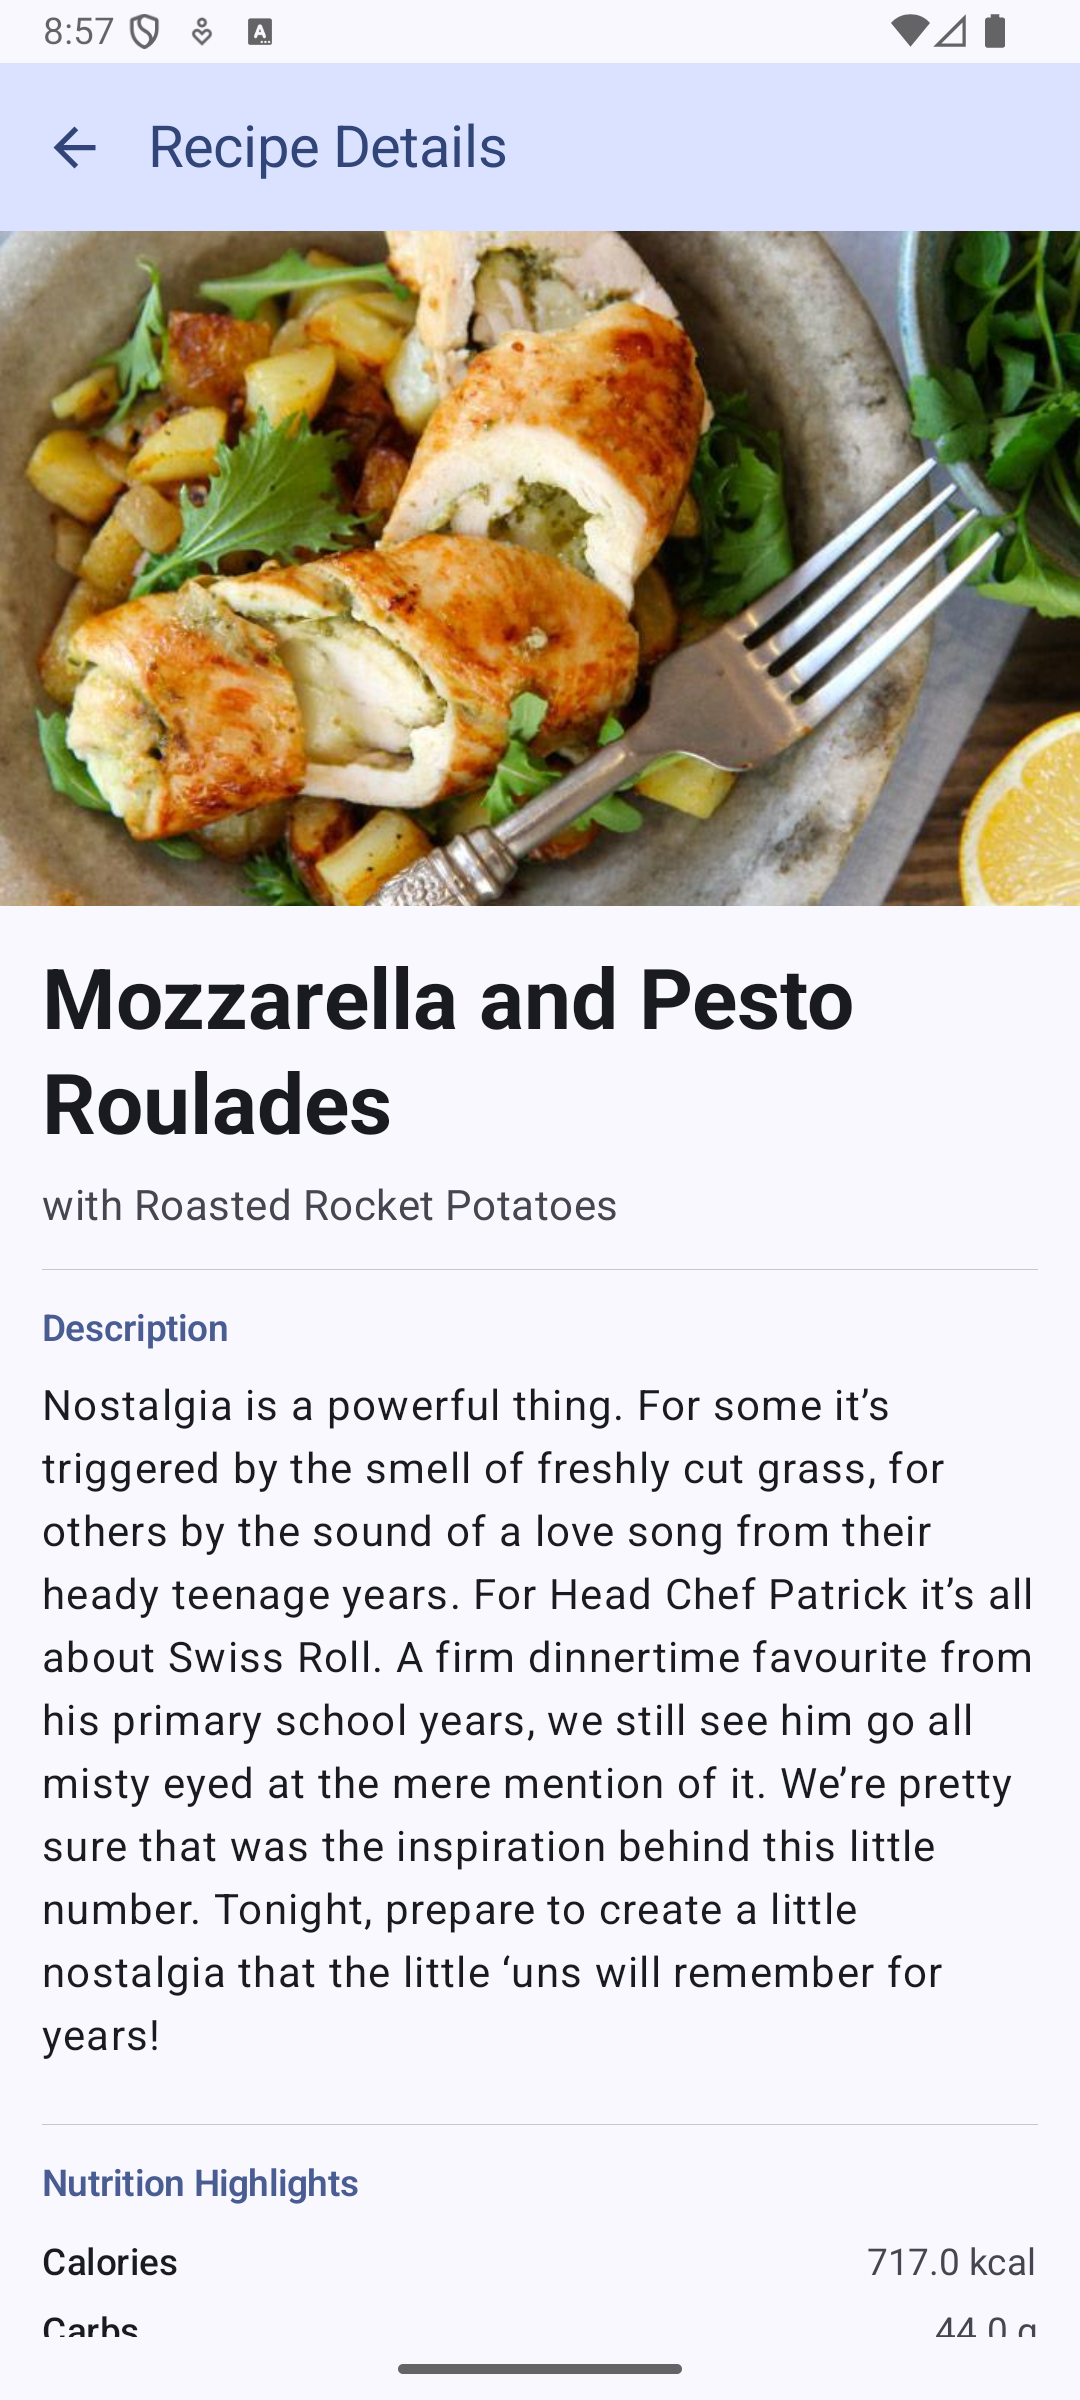 8:57
Recipe Details
Mozzarella and Pesto
Roulades
with Roasted Rocket Potatoes
Description
Nostalgia is a powerful thing. For some it’s
triggered by the smell of freshly cut grass, for
others by the sound of a love song from their
heady teenage years. For Head Chef Patrick it’s all
about Swiss Roll. A firm dinnertime favourite from
his primary school years, we still see him go all
misty eyed at the mere mention of it. We’re pretty
sure that was the inspiration behind this little
number. Tonight, prepare to create a little
nostalgia that the little ‘uns will remember for
years!
Nutrition Highlights
Calories 717.0 kcal
Carbs 44.0 g